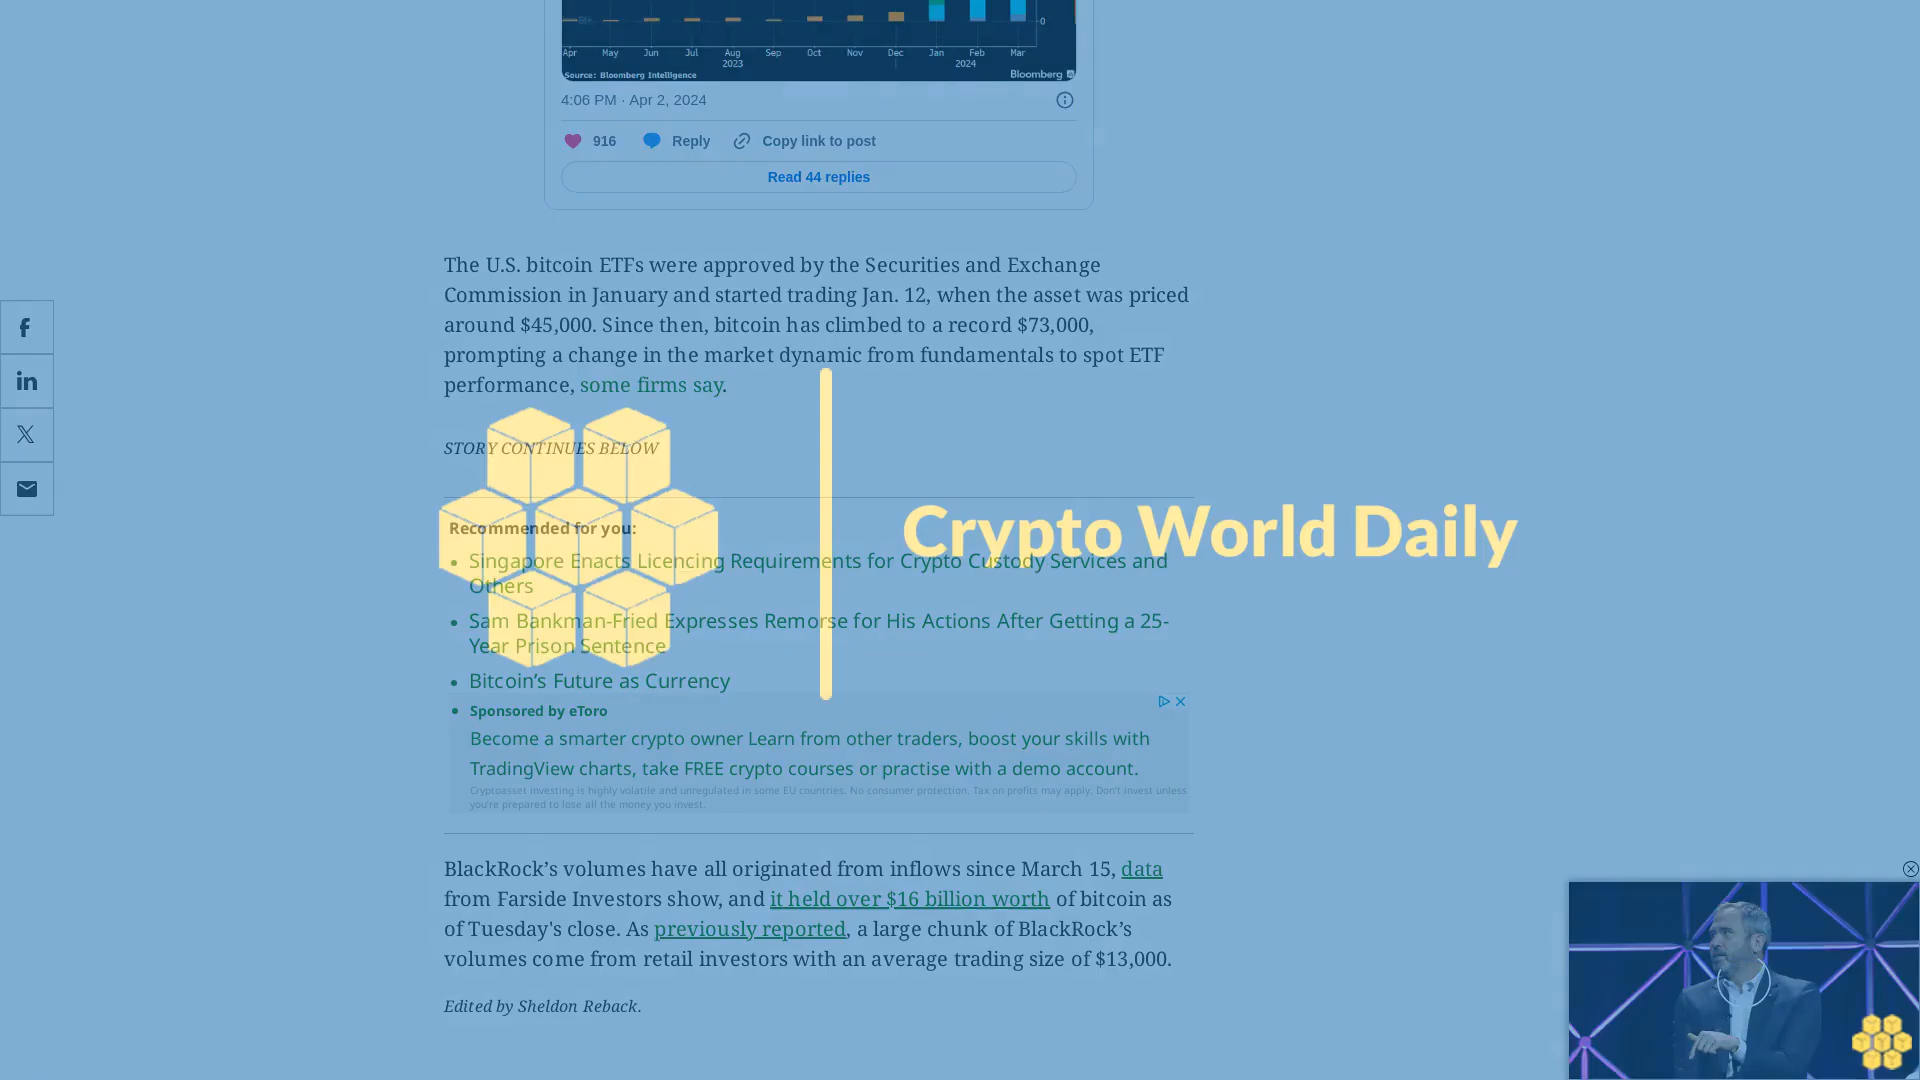 0
Apr May Jun Jul Aug Sep Oct Nov Dec Jan Feb Mar
2023 2024
Source: Bloomberg Intelligence Bloomberg
4:06 PM · Apr 2, 2024
916 Reply Copy link to post
Read 44 replies
The U.S. bitcoin ETFs were approved by the Securities and Exchange
Commission in January and started trading Jan. 12, when the asset was priced
around $45,000. Since then, bitcoin has climbed to a record $73,000,
prompting a change in the market dynamic from fundamentals to spot ETF
performance, some firms say.
STORY CONTINUES BELOW
Crypto World Daily
Recommended for you:
• Singapore Enacts Licencing Requirements for Crypto Custody Services and
Others
• Sam Bankman-Fried Expresses Remorse for His Actions After Getting a 25-
Year Prison Sentence
• Bitcoin’s Future as Currency
• Sponsored by eToro
Become a smarter crypto owner Learn from other traders, boost your skills with
TradingView charts, take FREE crypto courses or practise with a demo account.
Cryptoasset investing is highly volatile and unregulated in some EU countries. No consumer protection. Tax on profits may apply. Don't invest unless
you're prepared to lose all the money you invest.
BlackRock’s volumes have all originated from inflows since March 15, data
from Farside Investors show, and it held over $16 billion worth of bitcoin as
of Tuesday's close. As previously reported, a large chunk of BlackRock’s
volumes come from retail investors with an average trading size of $13,000.
Edited by Sheldon Reback.